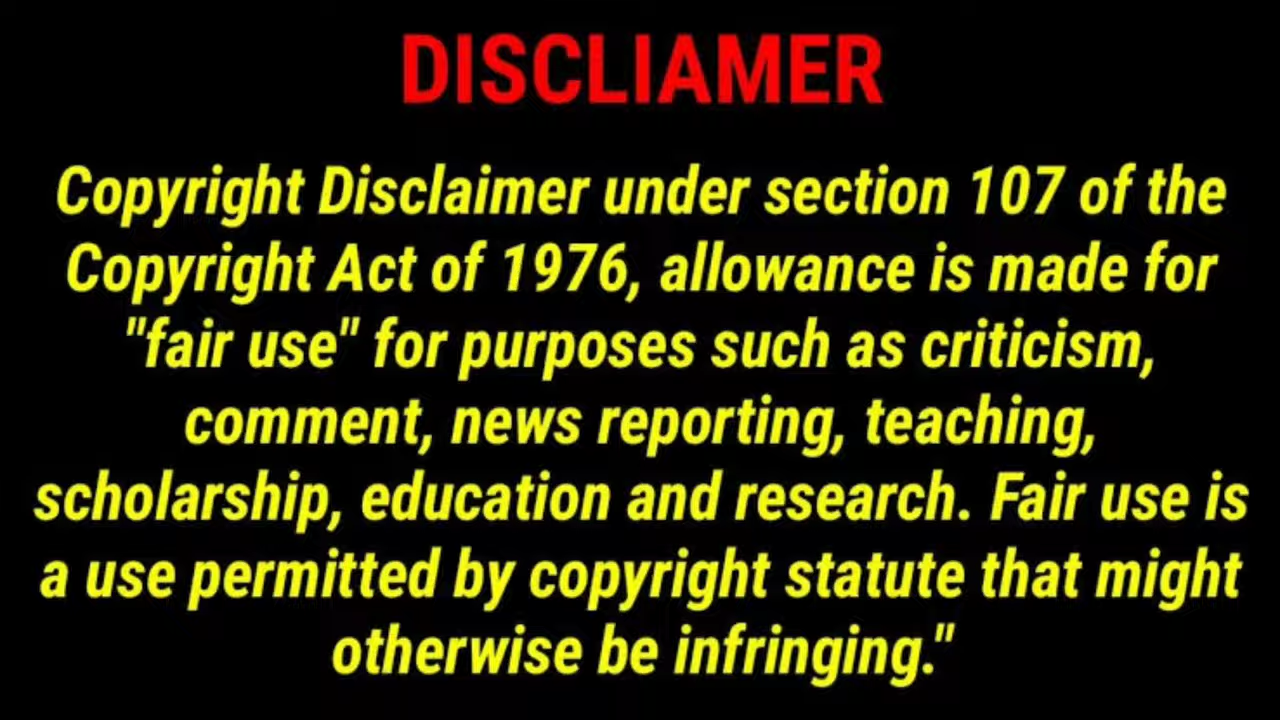 DISCLIAMER
Copyright Disclaimer under section 107 of the
Copyright Act of 1976, allowance is made for
"fair use" for purposes such as criticism,
comment, news reporting, teaching,
scholarship, education and research. Fair use is
a use permitted by copyright statute that might
otherwise be infringing."